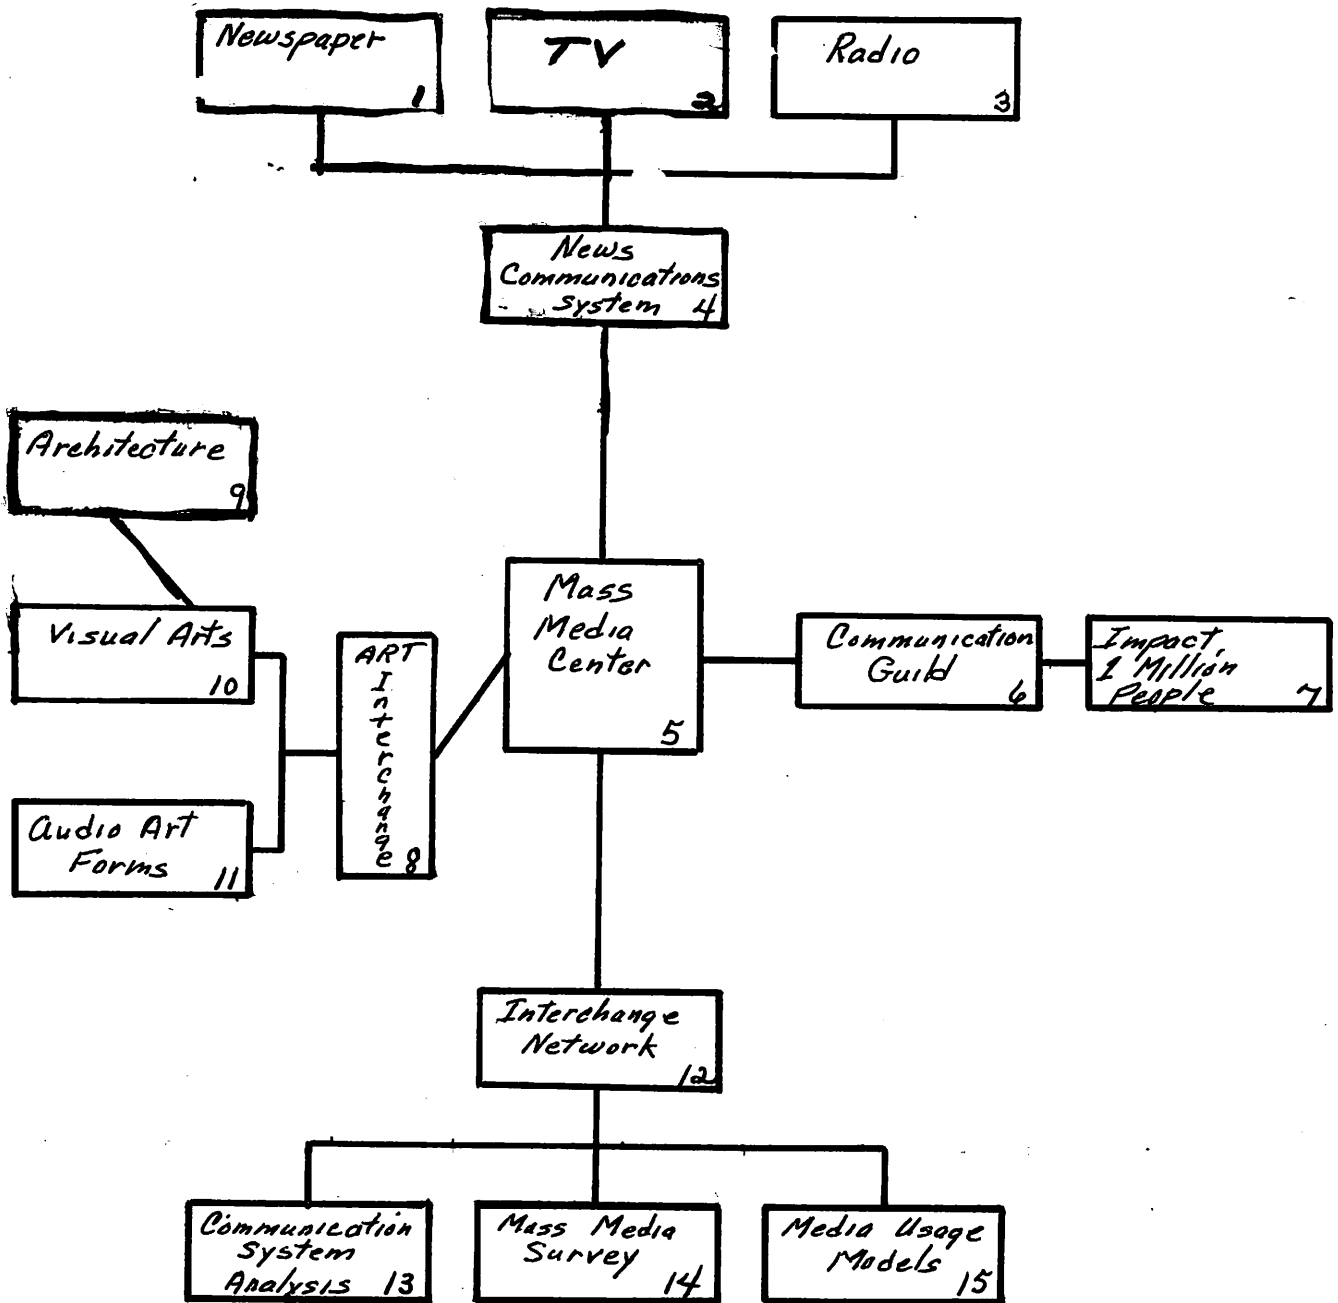 Newspaper
1
TV
2
Radio
3
News
Communications
System 4
Architecture
9
Visual Arts
10
Audio Art
Forms 11
ART
I
n
t
e
r
c
h
a
n
g
e 8
Mass
Media
Center
5
Communication
Guild 6
Impact,
1 Million
People 7
Interchange
Network
12
Communication
System
Analysis 13
Mass Media
Survey
14
Media Usage
Models 15